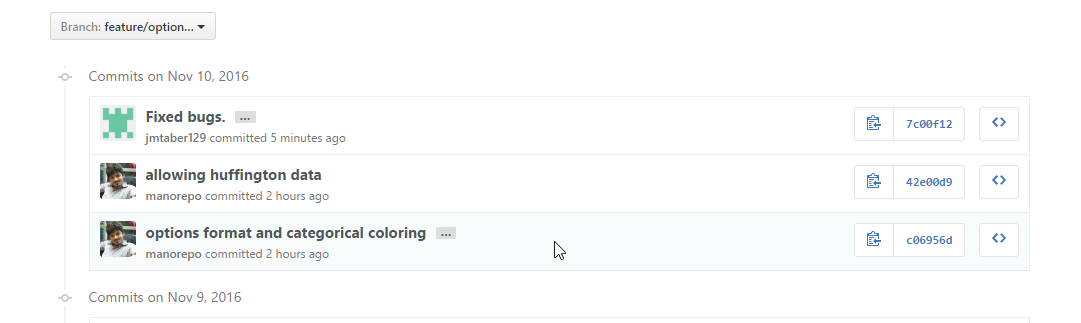 Branch: feature/option...
Commits on Nov 10, 2016
Fixed bugs. ...
jmtaber129 committed 5 minutes ago
7c00f12
allowing huffington data
manorepo committed 2 hours ago
42e00d9
options format and categorical coloring ...
manorepo committed 2 hours ago
c06956d
Commits on Nov 9, 2016